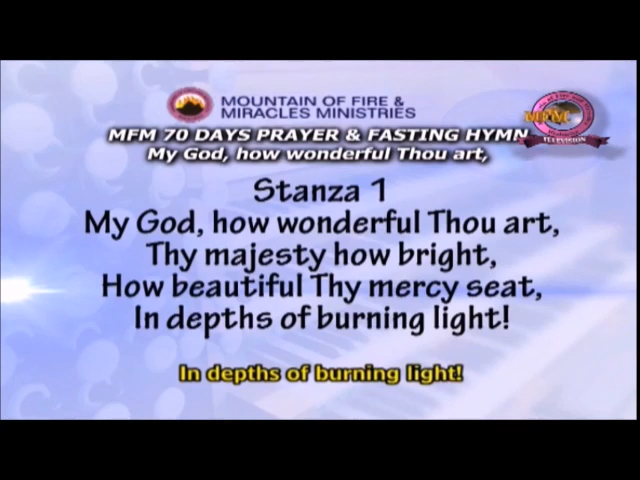 MOUNTAIN OF FIRE &
MIRACLES MINISTRIES
MFM 70 DAYS PRAYER & FASTING HYMN
My God, how wonderful Thou art,
TELEVISION
Stanza 1
My God, how wonderful Thou art,
Thy majesty how bright,
How beautiful Thy mercy seat,
In depths of burning light!
In depths of burning light!